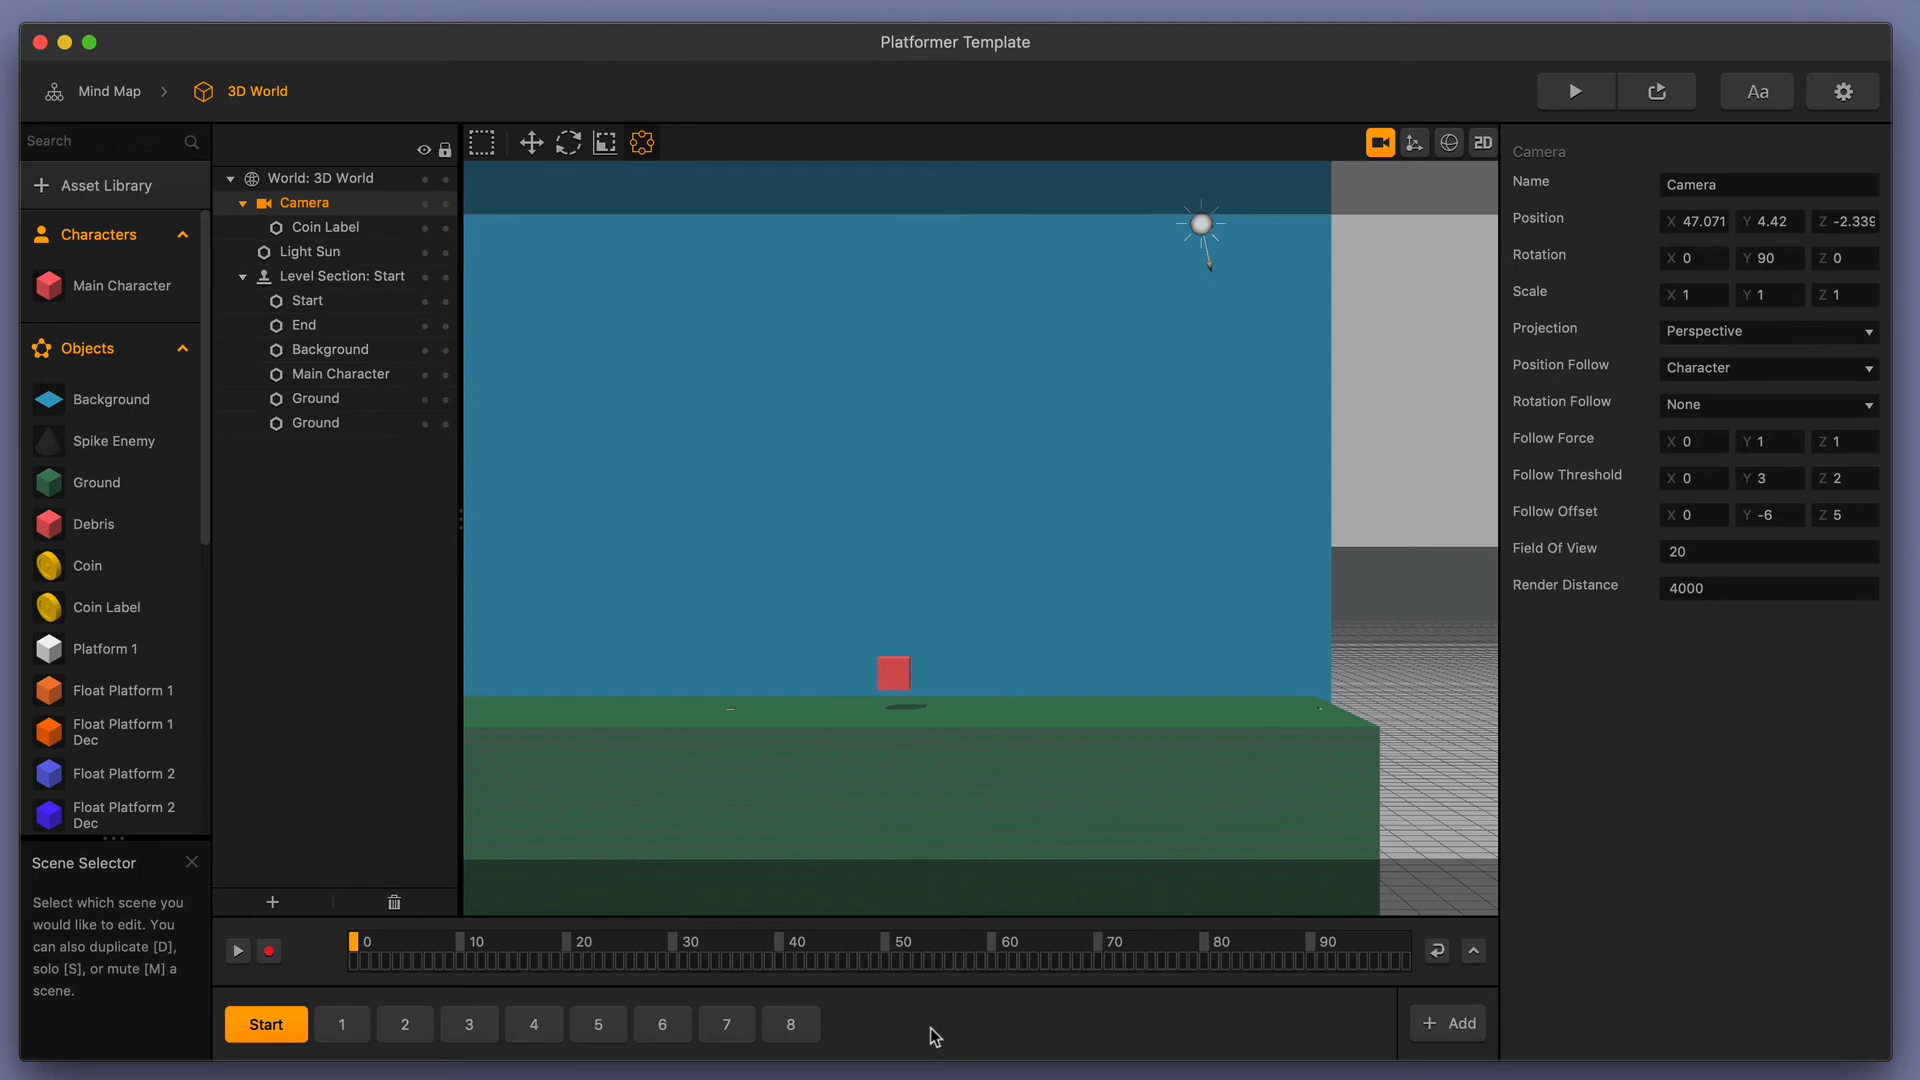 Platformer Template
Mind Map
3D World
Aa
Search
Asset Library
Characters
Main Character
Objects
Background
Spike Enemy
Ground
Debris
Coin
Coin Label
Platform 1
Float Platform 1
Float Platform 1
Dec
Float Platform 2
Float Platform 2
Dec
Scene Selector
Select which scene you
would like to edit. You
can also duplicate [D],
solo [S], or mute [M] a
scene.
World: 3D World
Camera
Coin Label
Light Sun
Level Section: Start
Start
End
Background
Main Character
Ground
Ground
2D
0 10 20 30 40 50 60 70 80 90
Start 1 2 3 4 5 6 7 8
+ Add
Camera
Name Camera
Position X 47.071 Y 4.42 Z -2.339
Rotation X 0 Y 90 Z 0
Scale X 1 Y 1 Z 1
Projection Perspective
Position Follow Character
Rotation Follow None
Follow Force X 0 Y 1 Z 1
Follow Threshold X 0 Y 3 Z 2
Follow Offset X 0 Y -6 Z 5
Field Of View 20
Render Distance 4000